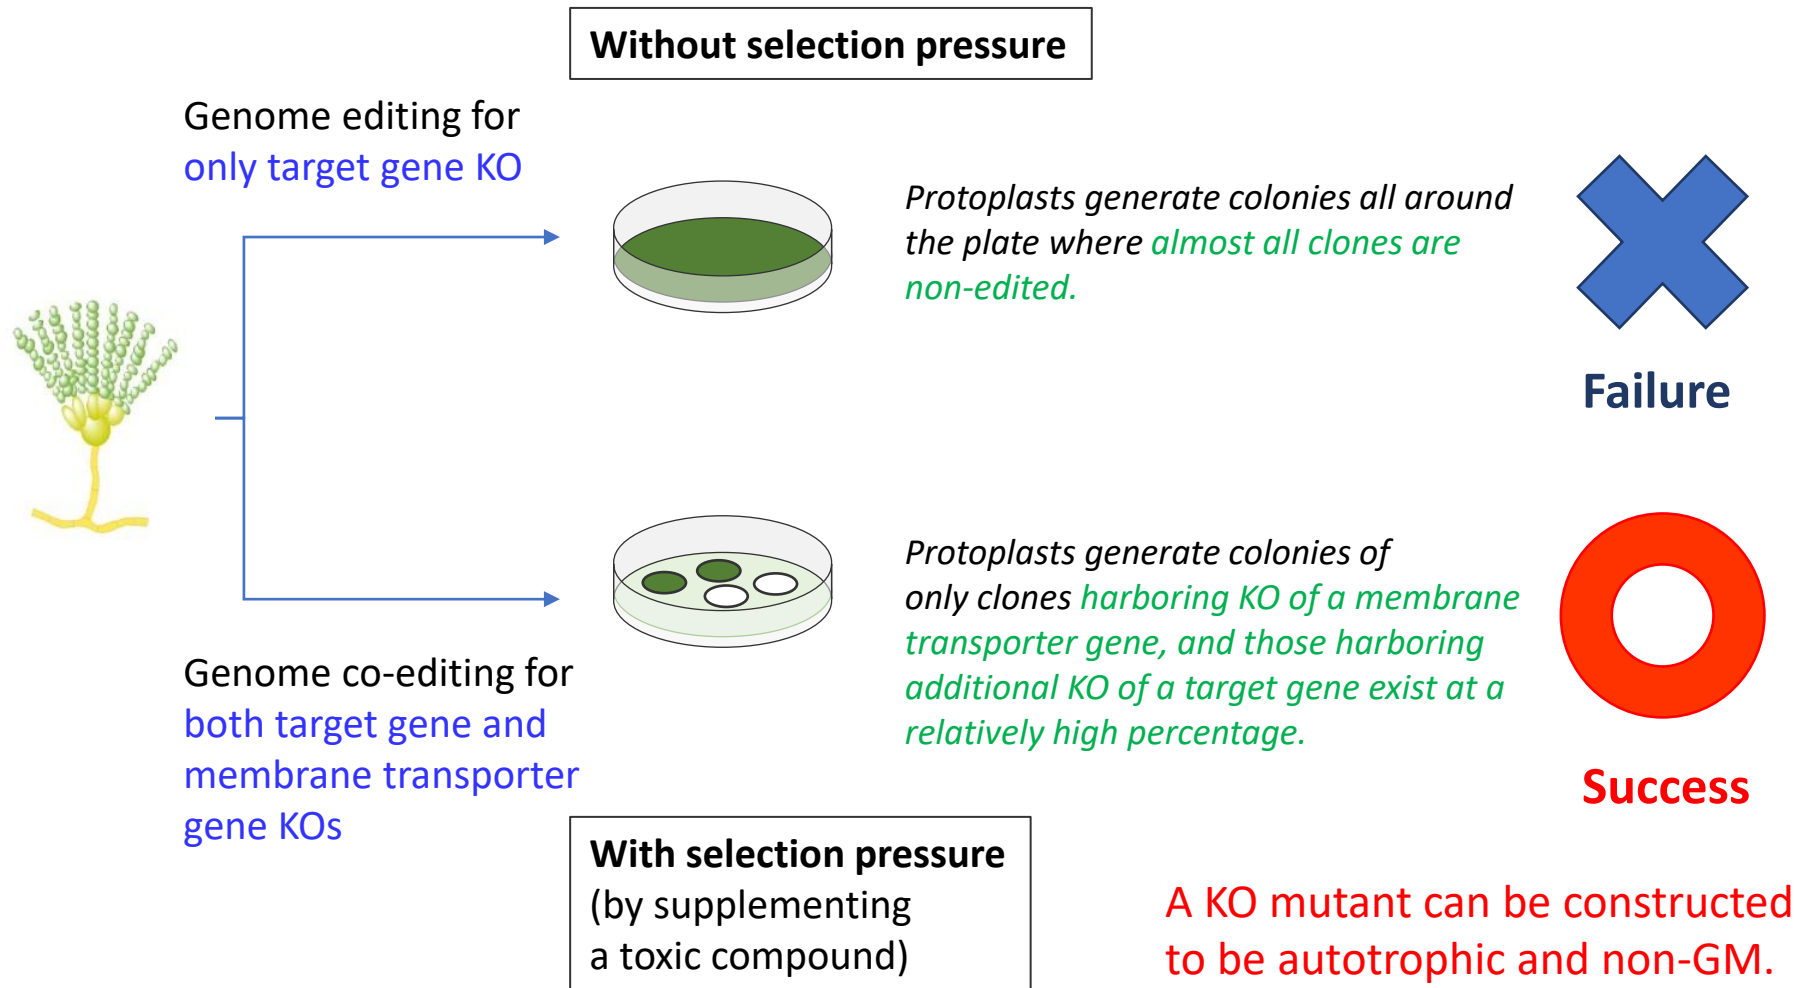 Without selection pressure
Genome editing for
only target gene KO
Protoplasts generate colonies all around
the plate where almost all clones are
non-edited.
Failure
Genome co-editing for
both target gene and
membrane transporter
gene KOs
Protoplasts generate colonies of
only clones harboring KO of a membrane
transporter gene, and those harboring
additional KO of a target gene exist at a
relatively high percentage.
Success
With selection pressure
(by supplementing
a toxic compound)
A KO mutant can be constructed
to be autotrophic and non-GM.